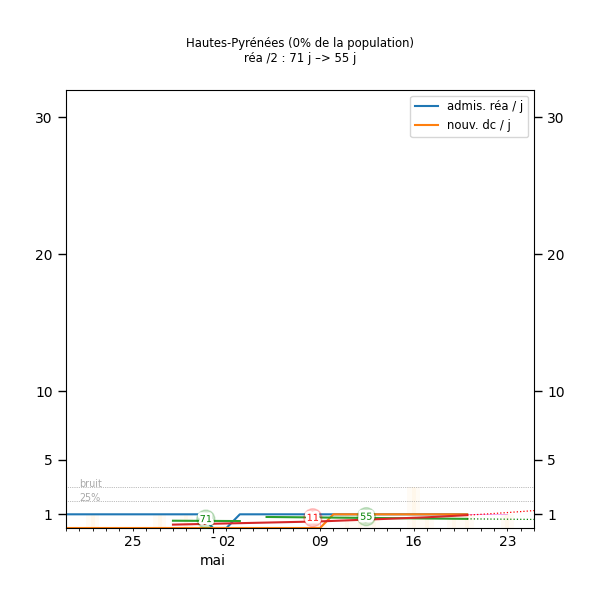 Hautes-Pyrénées (0% de la population)
réa /2 : 71 j –> 55 j
admis. réa / j
nouv. dc / j
30 30
20 20
10 10
5 5
bruit
25%
1 1
71 11 55
25 - 02 09 16 23
mai